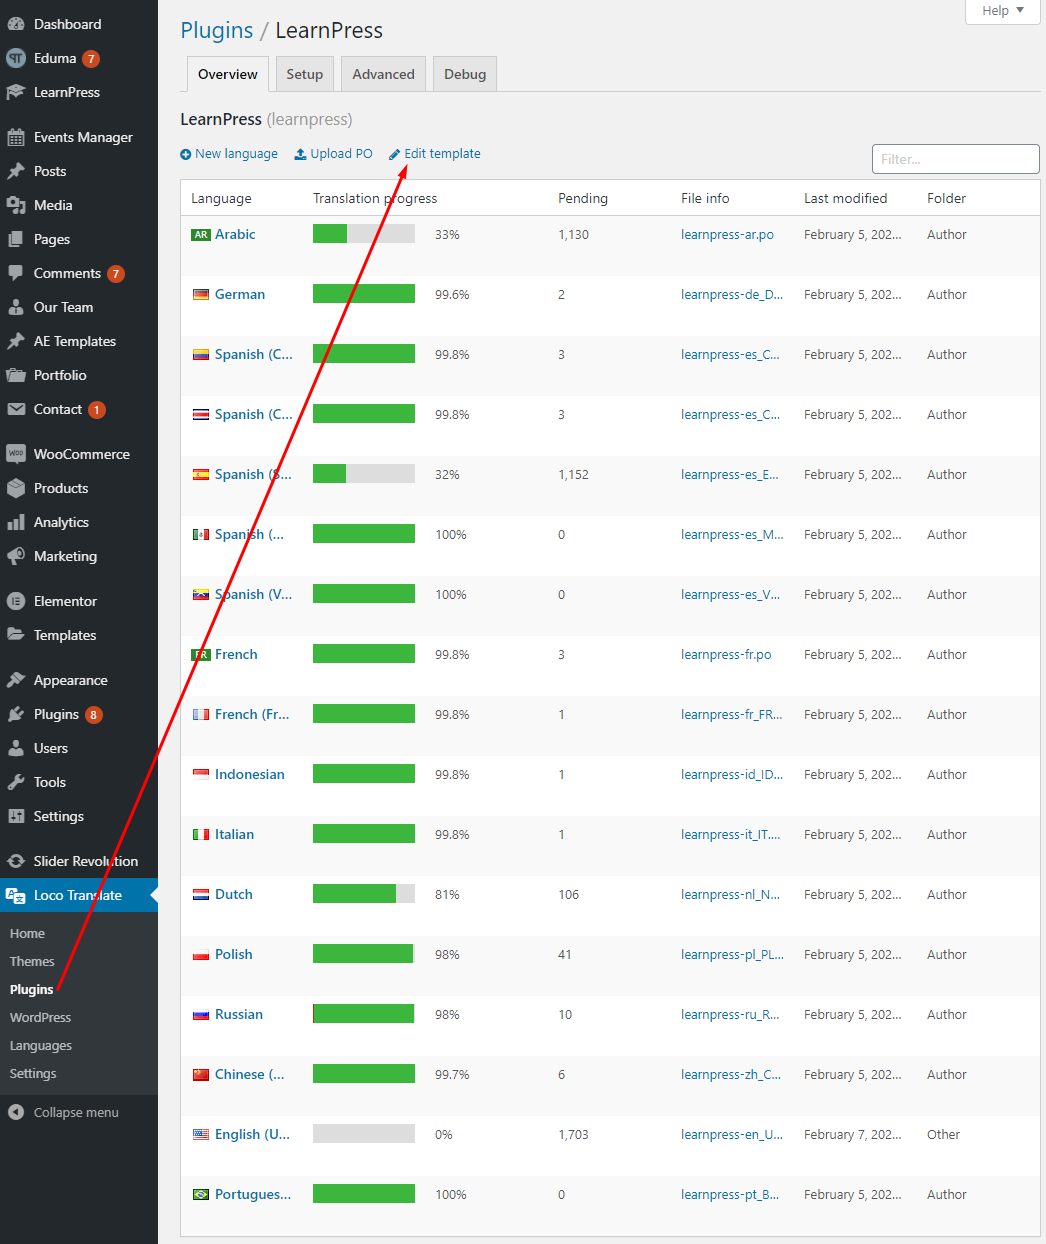 Dashboard
Eduma 7
LearnPress
Events Manager
Posts
Media
Pages
Comments 7
Our Team
AE Templates
Portfolio
Contact 1
WooCommerce
Products
Analytics
Marketing
Elementor
Templates
Appearance
Plugins 8
Users
Tools
Settings
Slider Revolution
Loco Translate
Home
Themes
Plugins
WordPress
Languages
Settings
Collapse menu
Help
Plugins / LearnPress
Overview Setup Advanced Debug
LearnPress (learnpress)
New language Upload PO Edit template
Filter...
Language Translation progress Pending File info Last modified Folder
AR Arabic 33% 1,130 learnpress-ar.po February 5, 202... Author
German 99.6% 2 learnpress-de_D... February 5, 202... Author
Spanish (C... 99.8% 3 learnpress-es_C... February 5, 202... Author
Spanish (C... 99.8% 3 learnpress-es_C... February 5, 202... Author
Spanish (S... 32% 1,152 learnpress-es_E... February 5, 202... Author
Spanish (... 100% 0 learnpress-es_M... February 5, 202... Author
Spanish (V... 100% 0 learnpress-es_V... February 5, 202... Author
FR French 99.8% 3 learnpress-fr.po February 5, 202... Author
French (Fr... 99.8% 1 learnpress-fr_FR... February 5, 202... Author
Indonesian 99.8% 1 learnpress-id_ID... February 5, 202... Author
Italian 99.8% 1 learnpress-it_IT.... February 5, 202... Author
Dutch 81% 106 learnpress-nl_N... February 5, 202... Author
Polish 98% 41 learnpress-pl_PL... February 5, 202... Author
Russian 98% 10 learnpress-ru_R... February 5, 202... Author
Chinese (... 99.7% 6 learnpress-zh_C... February 5, 202... Author
English (U... 0% 1,703 learnpress-en_U... February 7, 202... Other
Portugues... 100% 0 learnpress-pt_B... February 5, 202... Author